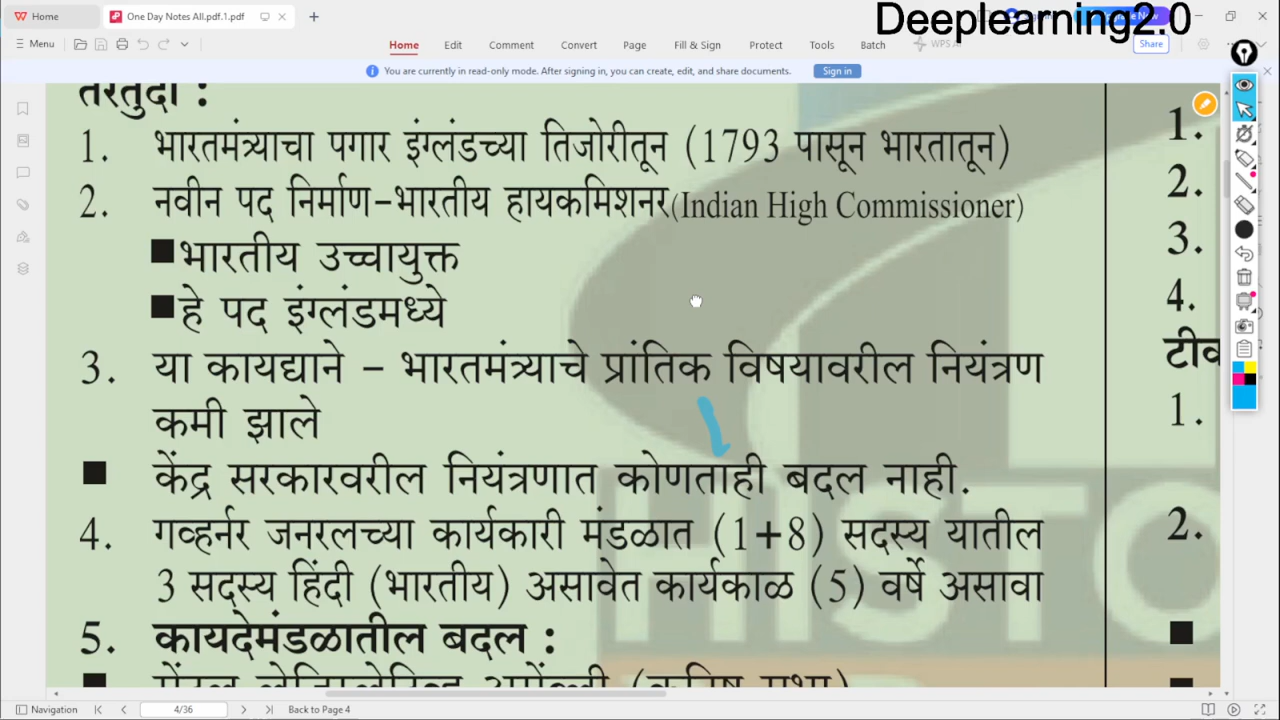 Home
One Day Notes All.pdf.1.pdf
Deeplearning2.0
Menu
Home Edit Comment Convert Page Fill & Sign Protect Tools Batch WPS AI
Share
You are currently in read-only mode. After signing in, you can create, edit, and share documents. Sign in
तरतुदी :
1. भारतमंत्र्याचा पगार इंग्लंडच्या तिजोरीतून (1793 पासून भारतातून)
2. नवीन पद निर्माण-भारतीय हायकमिशनर(Indian High Commissioner)
■भारतीय उच्चायुक्त
■हे पद इंग्लंडमध्ये
3. या कायद्याने - भारतमंत्र्याचे प्रांतिक विषयावरील नियंत्रण
कमी झाले
■ केंद्र सरकारवरील नियंत्रणात कोणताही बदल नाही.
4. गव्हर्नर जनरलच्या कार्यकारी मंडळात (1+8) सदस्य यातील
3 सदस्य हिंदी (भारतीय) असावेत कार्यकाळ (5) वर्षे असावा
5. कायदेमंडळातील बदल :
1.
2.
3.
4.
टीव
1.
2.
HISTO
Navigation 4/36 Back to Page 4